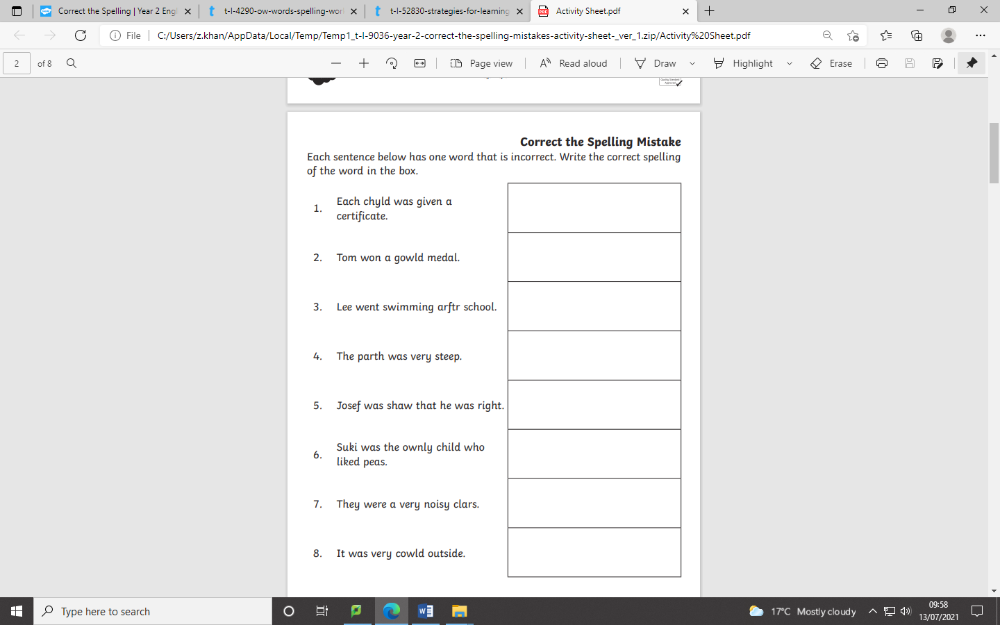 Correct the Spelling | Year 2 Engl
t-l-4290-ow-words-spelling-worl
t-l-52830-strategies-for-learning
Activity Sheet.pdf
File
C:/Users/z.khan/AppData/Local/Temp/Temp1_t-l-9036-year-2-correct-the-spelling-mistakes-activity-sheet-_ver_1.zip/Activity%20Sheet.pdf
2 of 8
Page view
Read aloud
Draw
Highlight
Erase
Quality Standard
Approved
Correct the Spelling Mistake
Each sentence below has one word that is incorrect. Write the correct spelling
of the word in the box.
1. Each chyld was given a
certificate.
2. Tom won a gowld medal.
3. Lee went swimming arftr school.
4. The parth was very steep.
5. Josef was shaw that he was right.
6. Suki was the ownly child who
liked peas.
7. They were a very noisy clars.
8. It was very cowld outside.
Type here to search
17°C Mostly cloudy
09:58
13/07/2021